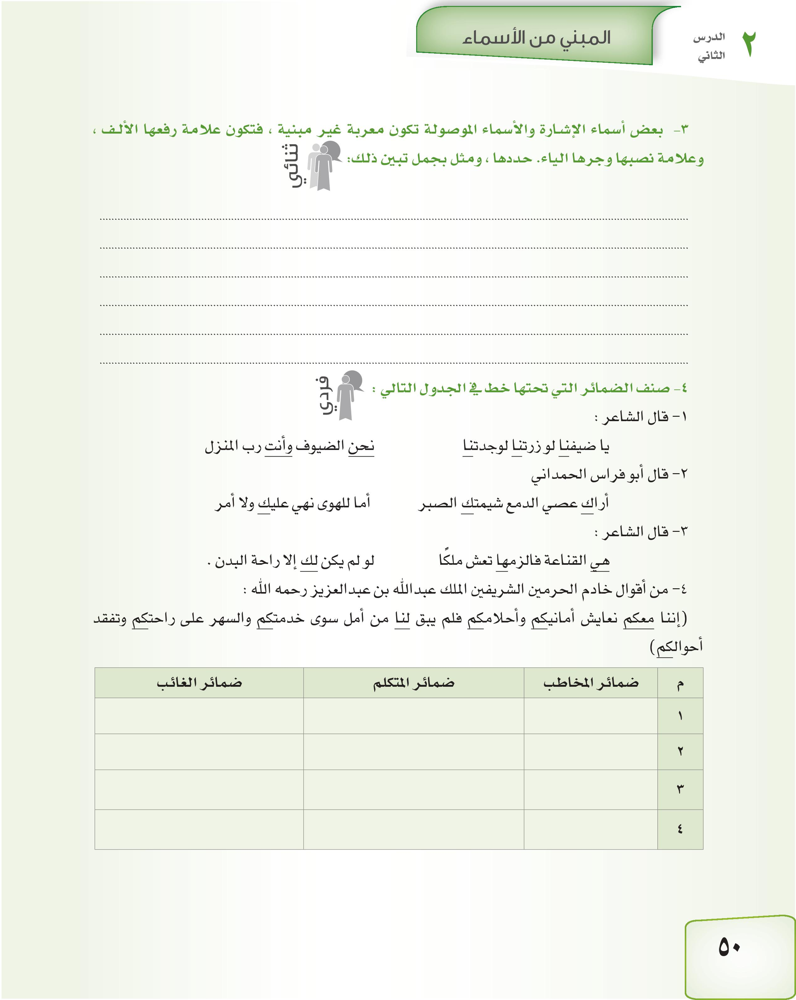 ٢
الدرس
الثاني
المبني من الأسماء
٣- بعض أسماء الإشارة والأسماء الموصولة تكون معربة غير مبنية ، فتكون علامة رفعها الألف ،
وعلامة نصبها وجرها الياء. حددها ، ومثل بجمل تبين ذلك:
ثنائي
٤- صنف الضمائر التي تحتها خط في الجدول التالي :
فردي
١- قال الشاعر :
يا ضيفنا لو زرتنا لوجدتنا نحن الضيوف وأنت رب المنزل
٢- قال أبو فراس الحمداني
أراك عصي الدمع شيمتك الصبر أما للهوى نهي عليك ولا أمر
٣- قال الشاعر :
هي القناعة فالزمها تعش ملكًا لو لم يكن لك إلا راحة البدن .
٤- من أقوال خادم الحرمين الشريفين الملك عبدالله بن عبدالعزيز رحمه الله :
(إننا معكم نعايش أمانيكم وأحلامكم فلم يبق لنا من أمل سوى خدمتكم والسهر على راحتكم وتفقد
أحوالكم)
م ضمائر المخاطب ضمائر المتكلم ضمائر الغائب
١
٢
٣
٤
٥٠